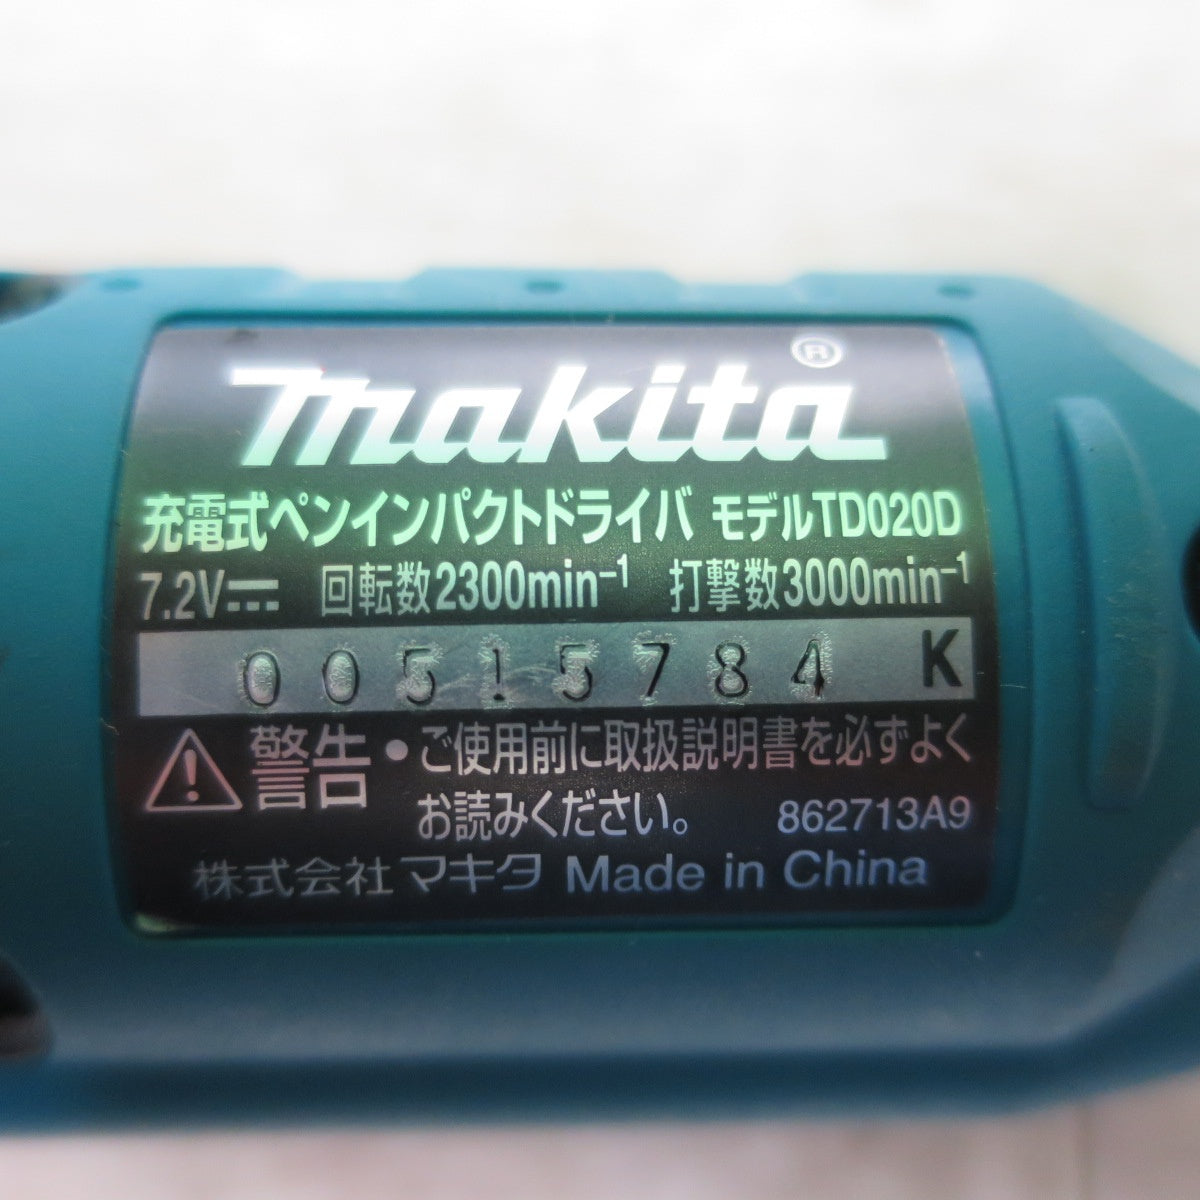 makita®
充電式ペンインパクトドライバ モデルTD020D
7.2V⎓ 回転数2300min⁻¹ 打撃数3000min⁻¹
00515784 K
⚠警告・ご使用前に取扱説明書を必ずよく
お読みください。 862713A9
株式会社マキタ Made in China